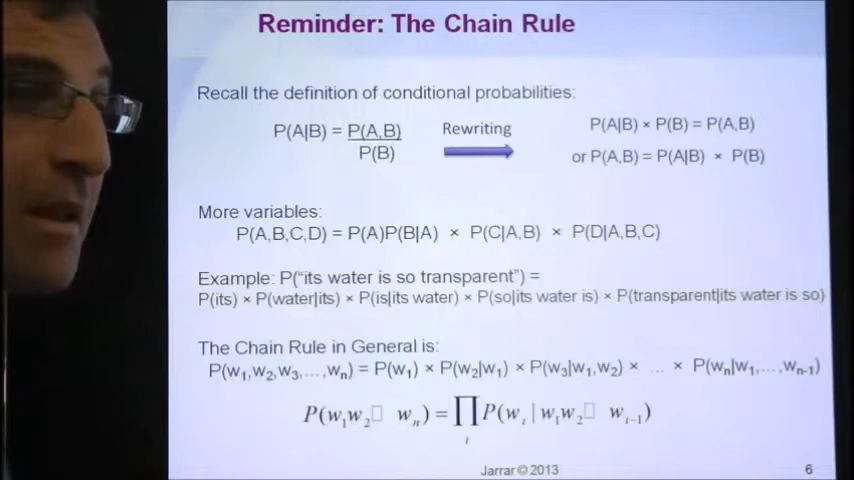 Reminder: The Chain Rule
Recall the definition of conditional probabilities:
P(A|B) = P(A,B)
P(B)
Rewriting
P(A|B) × P(B) = P(A,B)
or P(A,B) = P(A|B) × P(B)
More variables:
P(A,B,C,D) = P(A)P(B|A) × P(C|A,B) × P(D|A,B,C)
Example: P(“its water is so transparent”) =
P(its) × P(water|its) × P(is|its water) × P(so|its water is) × P(transparent|its water is so)
The Chain Rule in General is:
P(w₁,w₂,w₃,…,wₙ) = P(w₁) × P(w₂|w₁) × P(w₃|w₁,w₂) × … × P(wₙ|w₁,…,wₙ₋₁)
P(w₁w₂□ wₙ) = ∏ P(wᵢ | w₁w₂□ wᵢ₋₁)
i
Jarrar © 2013
6